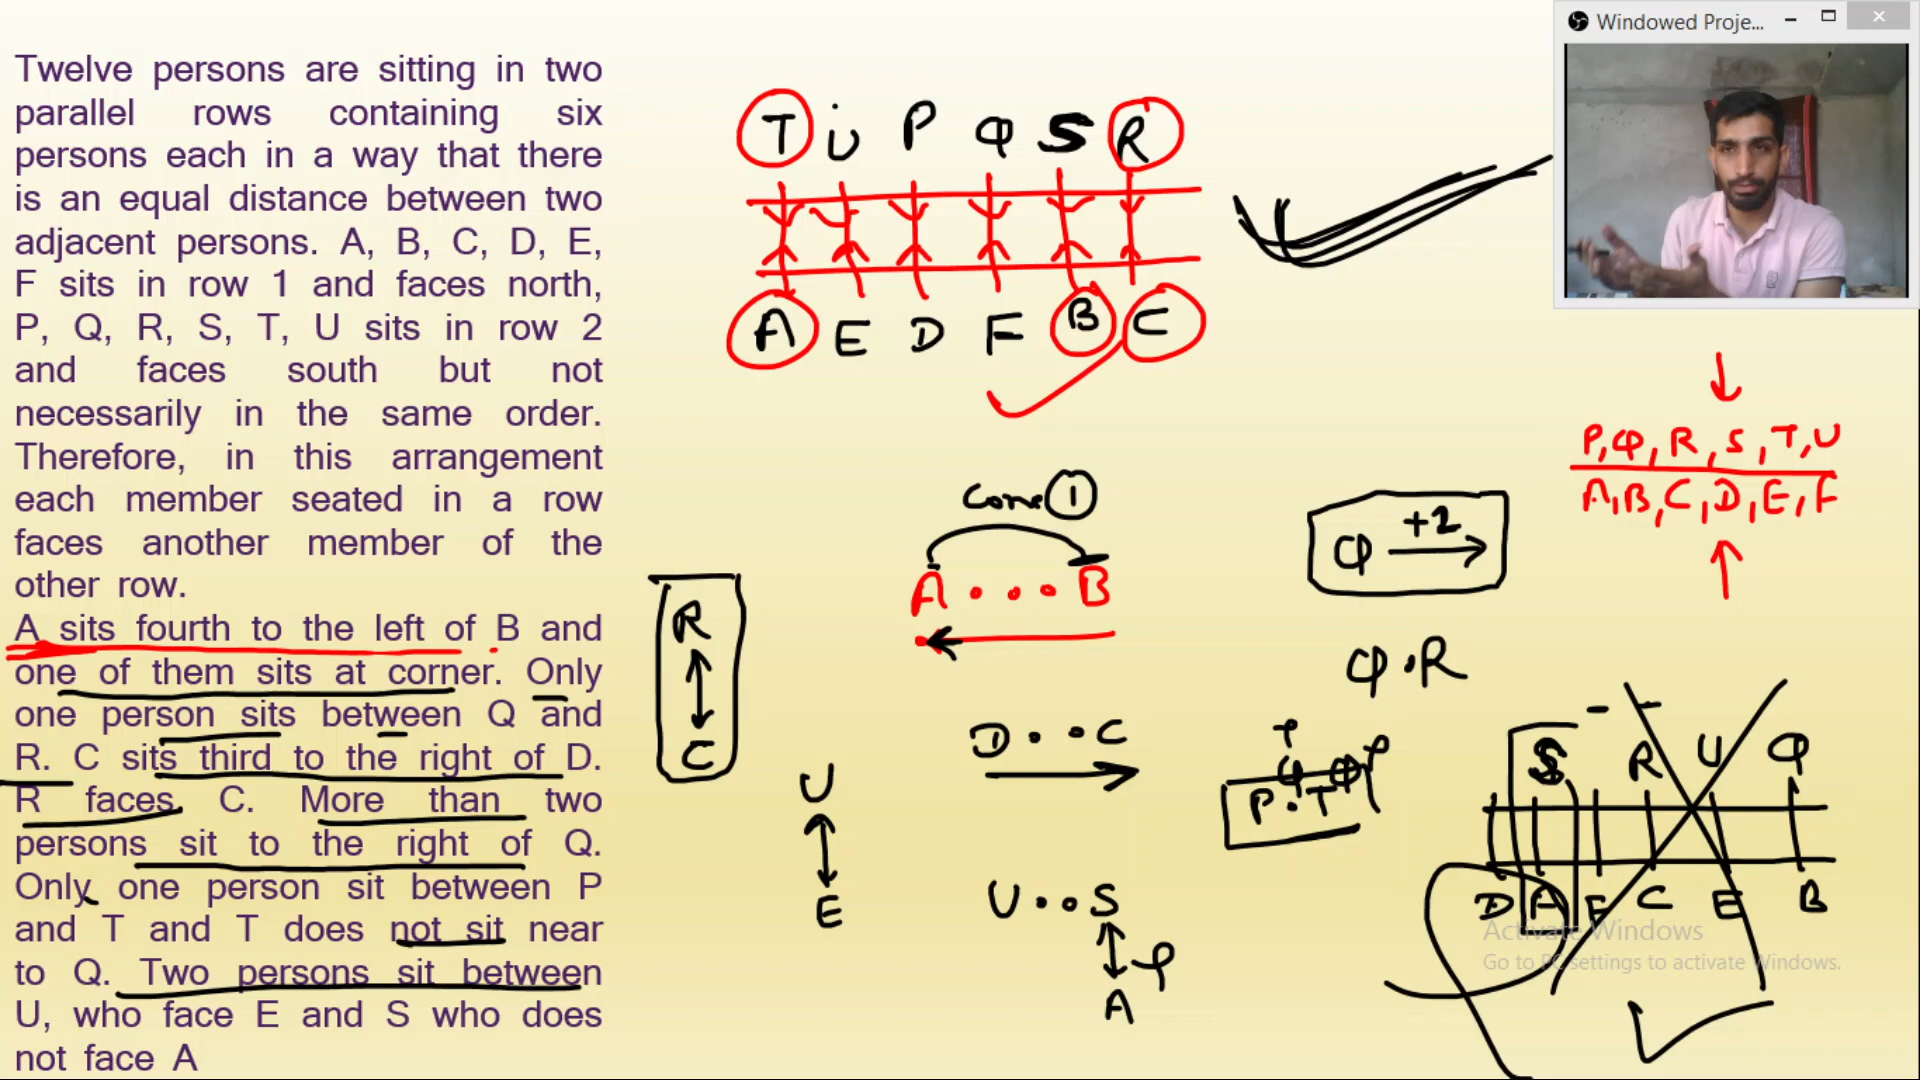 Windowed Proje...
Twelve persons are sitting in two
parallel rows containing six
persons each in a way that there
is an equal distance between two
adjacent persons. A, B, C, D, E,
F sits in row 1 and faces north,
P, Q, R, S, T, U sits in row 2
and faces south but not
necessarily in the same order.
Therefore, in this arrangement
each member seated in a row
faces another member of the
other row.
A sits fourth to the left of B and
one of them sits at corner. Only
one person sits between Q and
R. C sits third to the right of D.
R faces C. More than two
persons sit to the right of Q.
Only one person sit between P
and T and T does not sit near
to Q. Two persons sit between
U, who face E and S who does
not face A
T U P Q S R
A E D F B C
P, Q, R, S, T, U
A, B, C, D, E, F
1
A . . . B
Q +2
Q . R
R
C
D . . C
U
E
P . T
U . . S
A
S R U Q
D A F C E B
Activate Windows
Go to PC settings to activate Windows.